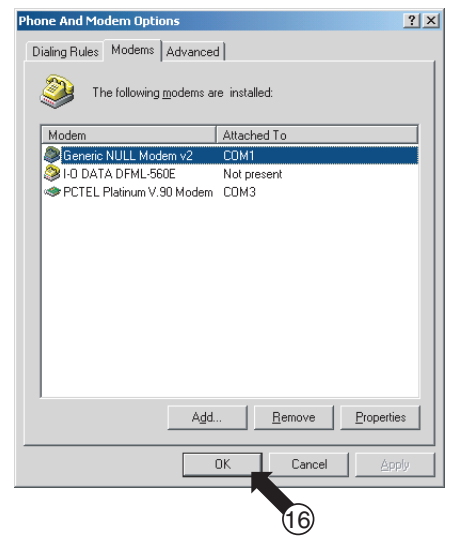 Phone And Modem Options
Dialing Rules Modems Advanced
The following modems are installed:
Modem Attached To
Generic NULL Modem v2 COM1
I-O DATA DFML-560E Not present
PCTEL Platinum V.90 Modem COM3
Add... Remove Properties
OK Cancel Apply
16